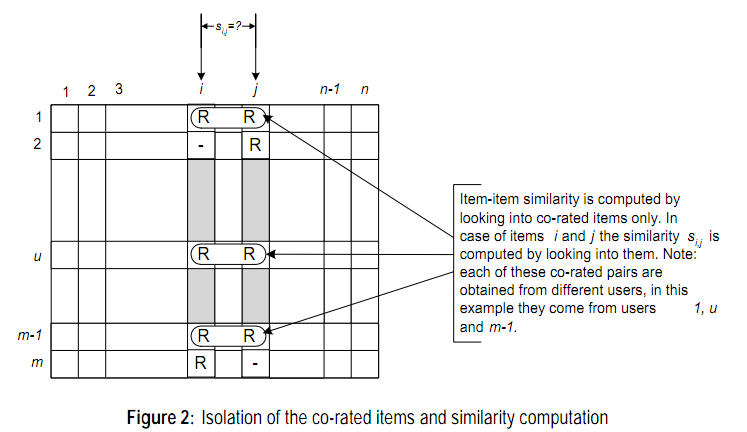 s i,j =?
1 2 3 i j n-1 n
1 R R
2 - R
Item-item similarity is computed by
looking into co-rated items only. In
case of items i and j the similarity s i,j is
computed by looking into them. Note:
u R R
each of these co-rated pairs are
obtained from different users, in this
example they come from users 1, u
and m-1.
m-1 R R
m R -
Figure 2: Isolation of the co-rated items and similarity computation